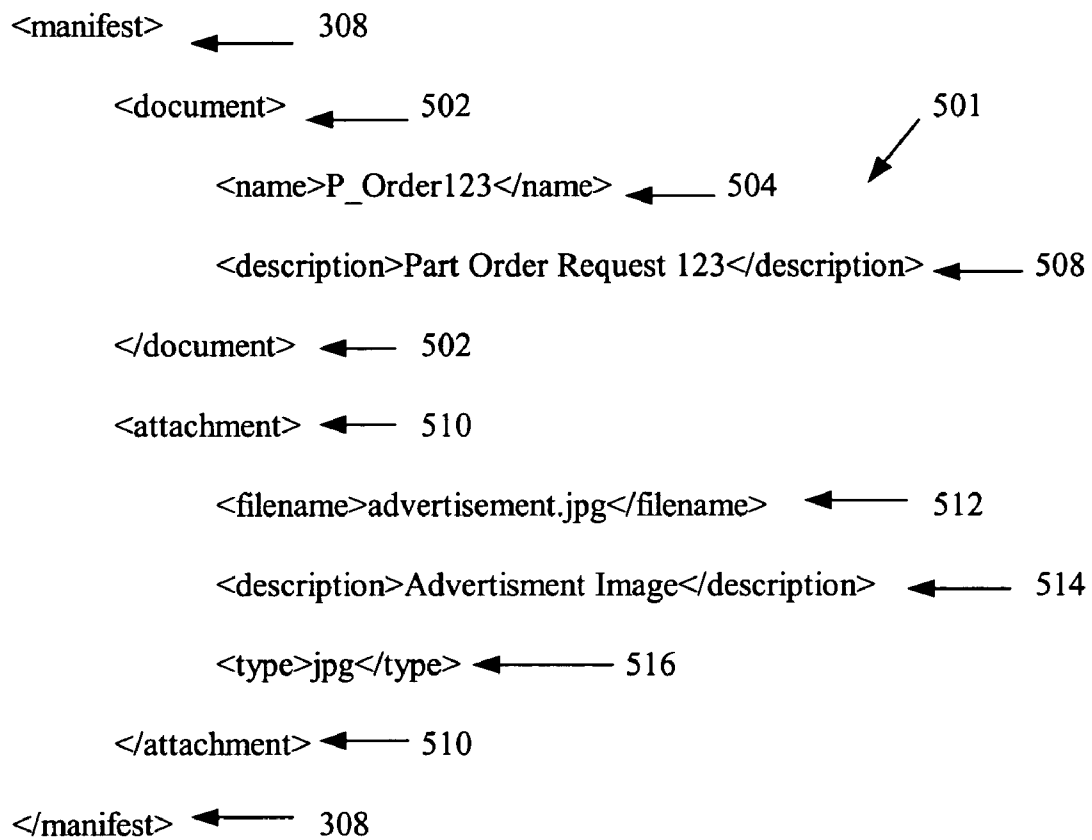 <manifest> 308
<document> 502 501
<name>P_Order123</name> 504
<description>Part Order Request 123</description> 508
</document> 502
<attachment> 510
<filename>advertisement.jpg</filename> 512
<description>Advertisment Image</description> 514
<type>jpg</type> 516
</attachment> 510
</manifest> 308